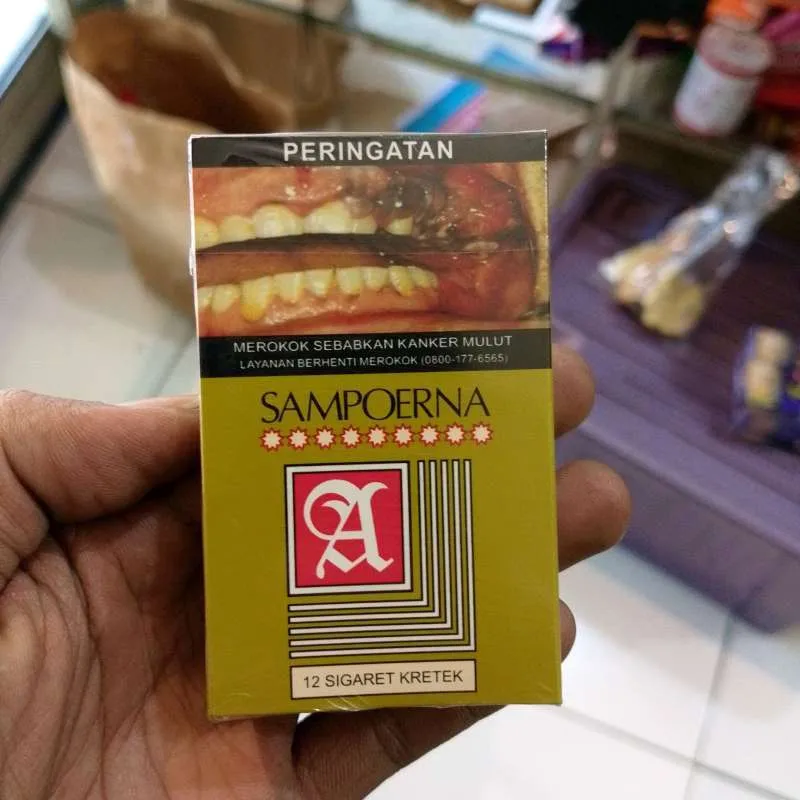 PERINGATAN
MEROKOK SEBABKAN KANKER MULUT
LAYANAN BERHENTI MEROKOK (0800-177-6565)
SAMPOERNA
A
12 SIGARET KRETEK